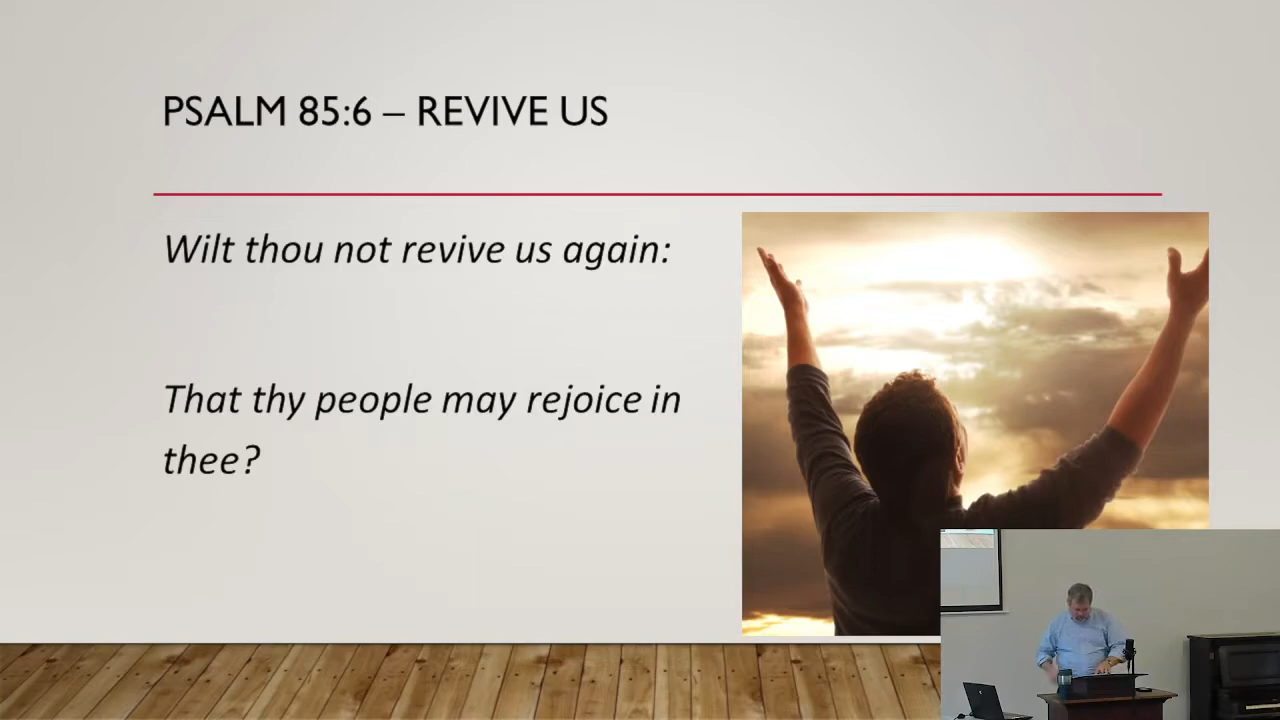 PSALM 85:6 – REVIVE US
Wilt thou not revive us again:
That thy people may rejoice in
thee?